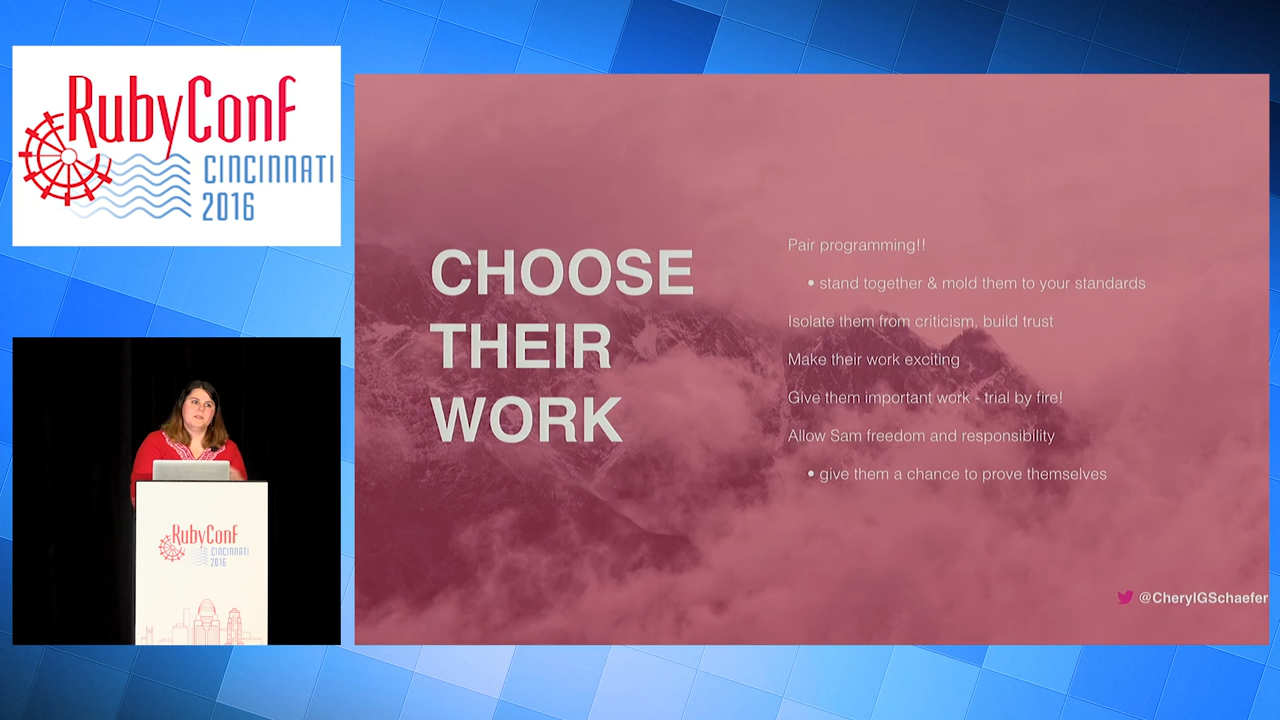 RubyConf
CINCINNATI
2016
CHOOSE
THEIR
WORK
Pair programming!!
• stand together & mold them to your standards
Isolate them from criticism, build trust
Make their work exciting
Give them important work - trial by fire!
Allow Sam freedom and responsibility
• give them a chance to prove themselves
@CherylGSchaefer
RubyConf
CINCINNATI
2016